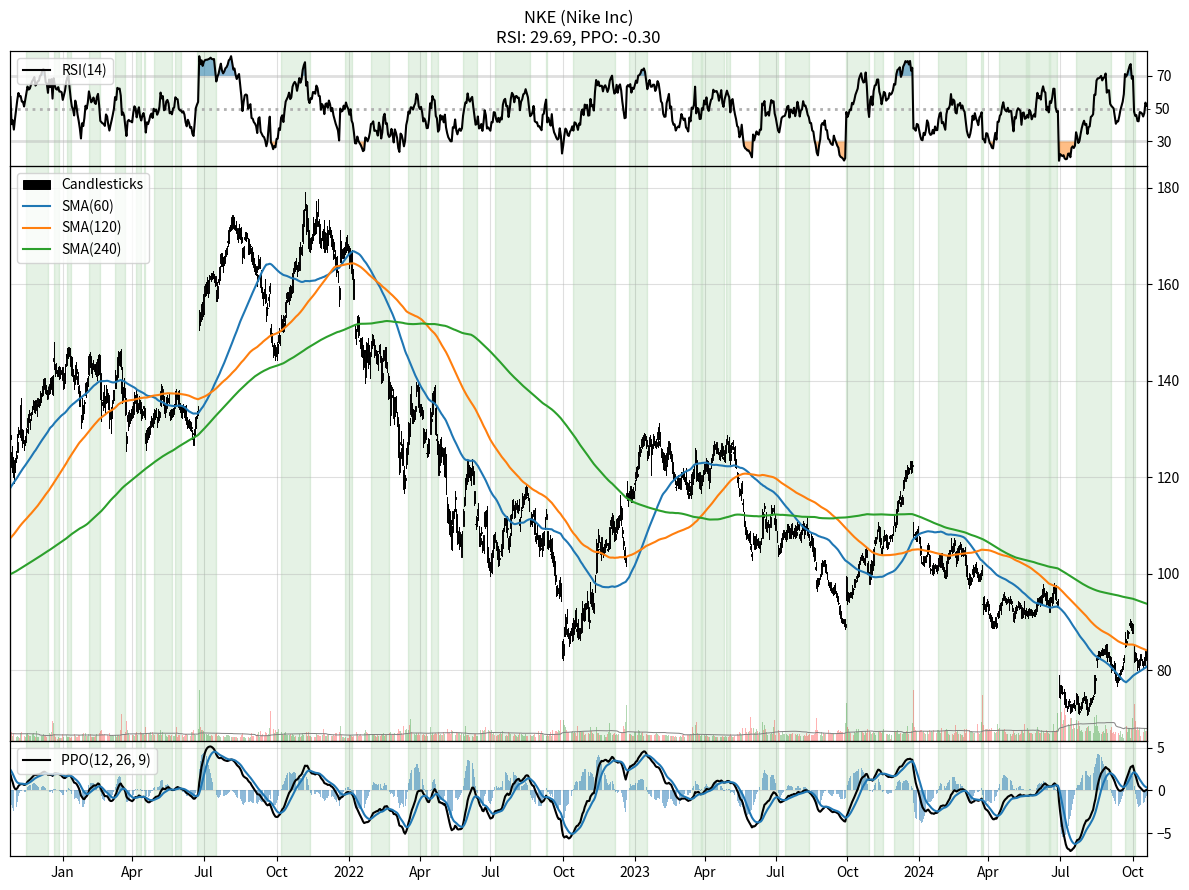 NKE (Nike Inc)
RSI: 29.69, PPO: -0.30
RSI(14)
70
50
30
Candlesticks
SMA(60)
SMA(120)
SMA(240)
180
160
140
120
100
80
PPO(12, 26, 9)
5
0
−5
Jan Apr Jul Oct 2022 Apr Jul Oct 2023 Apr Jul Oct 2024 Apr Jul Oct